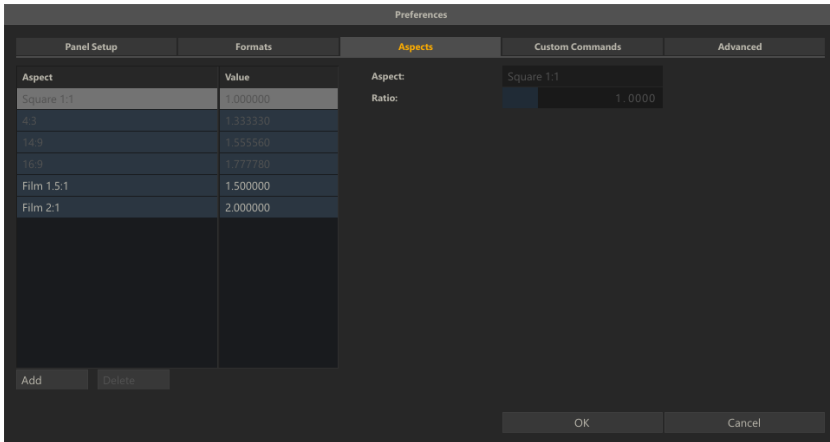 Preferences
Panel Setup Formats Aspects Custom Commands Advanced
Aspect Value Aspect: Square 1:1
Square 1:1 1.000000 Ratio: 1.0000
4:3 1.333330
14:9 1.555560
16:9 1.777780
Film 1.5:1 1.500000
Film 2:1 2.000000
Add Delete
OK Cancel